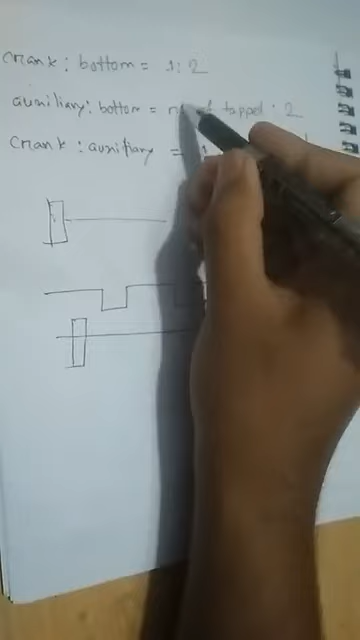 crank : bottom = 1 : 2
auxiliary : bottom = tappet : 2
crank : auxiliary =